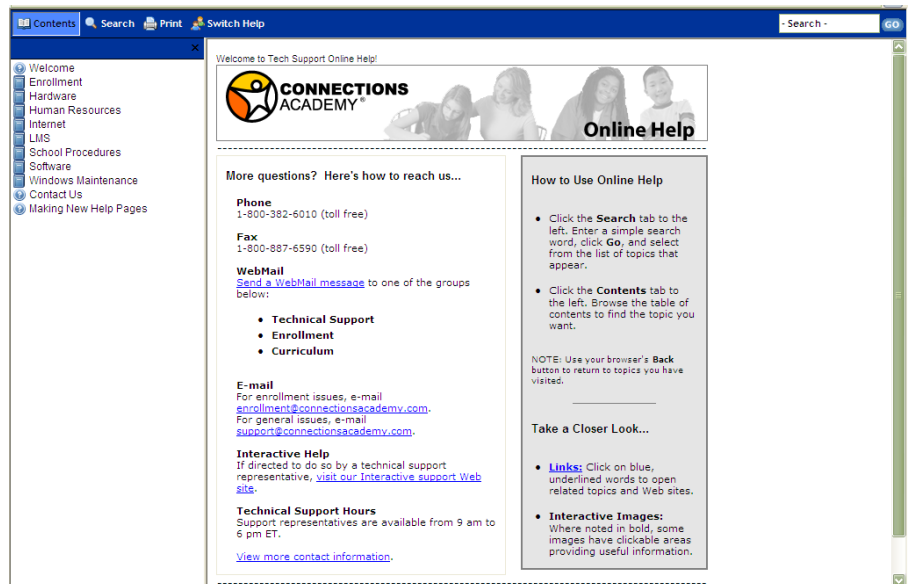 Contents Search Print Switch Help
- Search - GO
×
Welcome
Enrollment
Hardware
Human Resources
Internet
LMS
School Procedures
Software
Windows Maintenance
Contact Us
Making New Help Pages
Welcome to Tech Support Online Help!
CONNECTIONS
ACADEMY®
Online Help
More questions? Here's how to reach us...
Phone
1-800-382-6010 (toll free)
Fax
1-800-887-6590 (toll free)
WebMail
Send a WebMail message to one of the groups
below:
• Technical Support
• Enrollment
• Curriculum
E-mail
For enrollment issues, e-mail
enrollment@connectionsacademy.com.
For general issues, e-mail
support@connectionsacademy.com.
Interactive Help
If directed to do so by a technical support
representative, visit our Interactive support Web
site.
Technical Support Hours
Support representatives are available from 9 am to
6 pm ET.
View more contact information.
How to Use Online Help
• Click the Search tab to the
left. Enter a simple search
word, click Go, and select
from the list of topics that
appear.
• Click the Contents tab to
the left. Browse the table of
contents to find the topic you
want.
NOTE: Use your browser's Back
button to return to topics you have
visited.
Take a Closer Look...
• Links: Click on blue,
underlined words to open
related topics and Web sites.
• Interactive Images:
Where noted in bold, some
images have clickable areas
providing useful information.